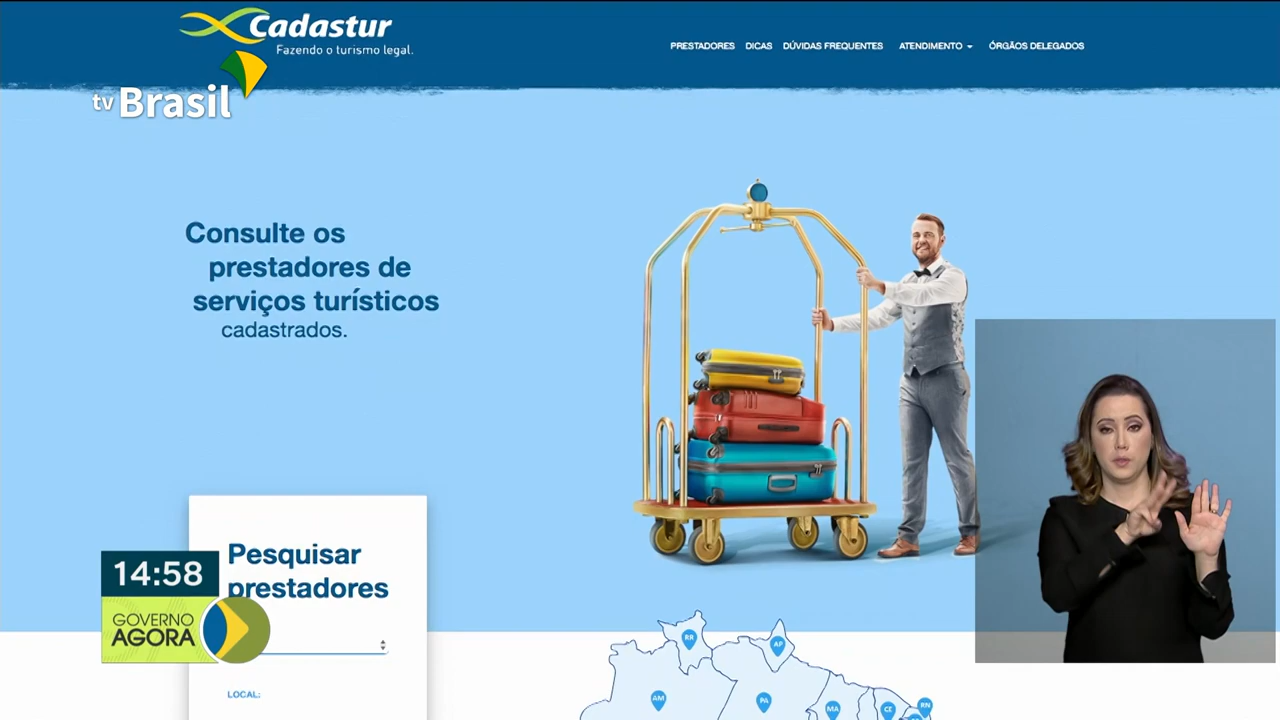 Cadastur
Fazendo o turismo legal.
PRESTADORES DICAS DÚVIDAS FREQUENTES ATENDIMENTO ÓRGÃOS DELEGADOS
tv Brasil
Consulte os
prestadores de
serviços turísticos
cadastrados.
Pesquisar
prestadores
14:58
GOVERNO
AGORA
LOCAL:
RR
AP
AM
PA
MA
CE
RN